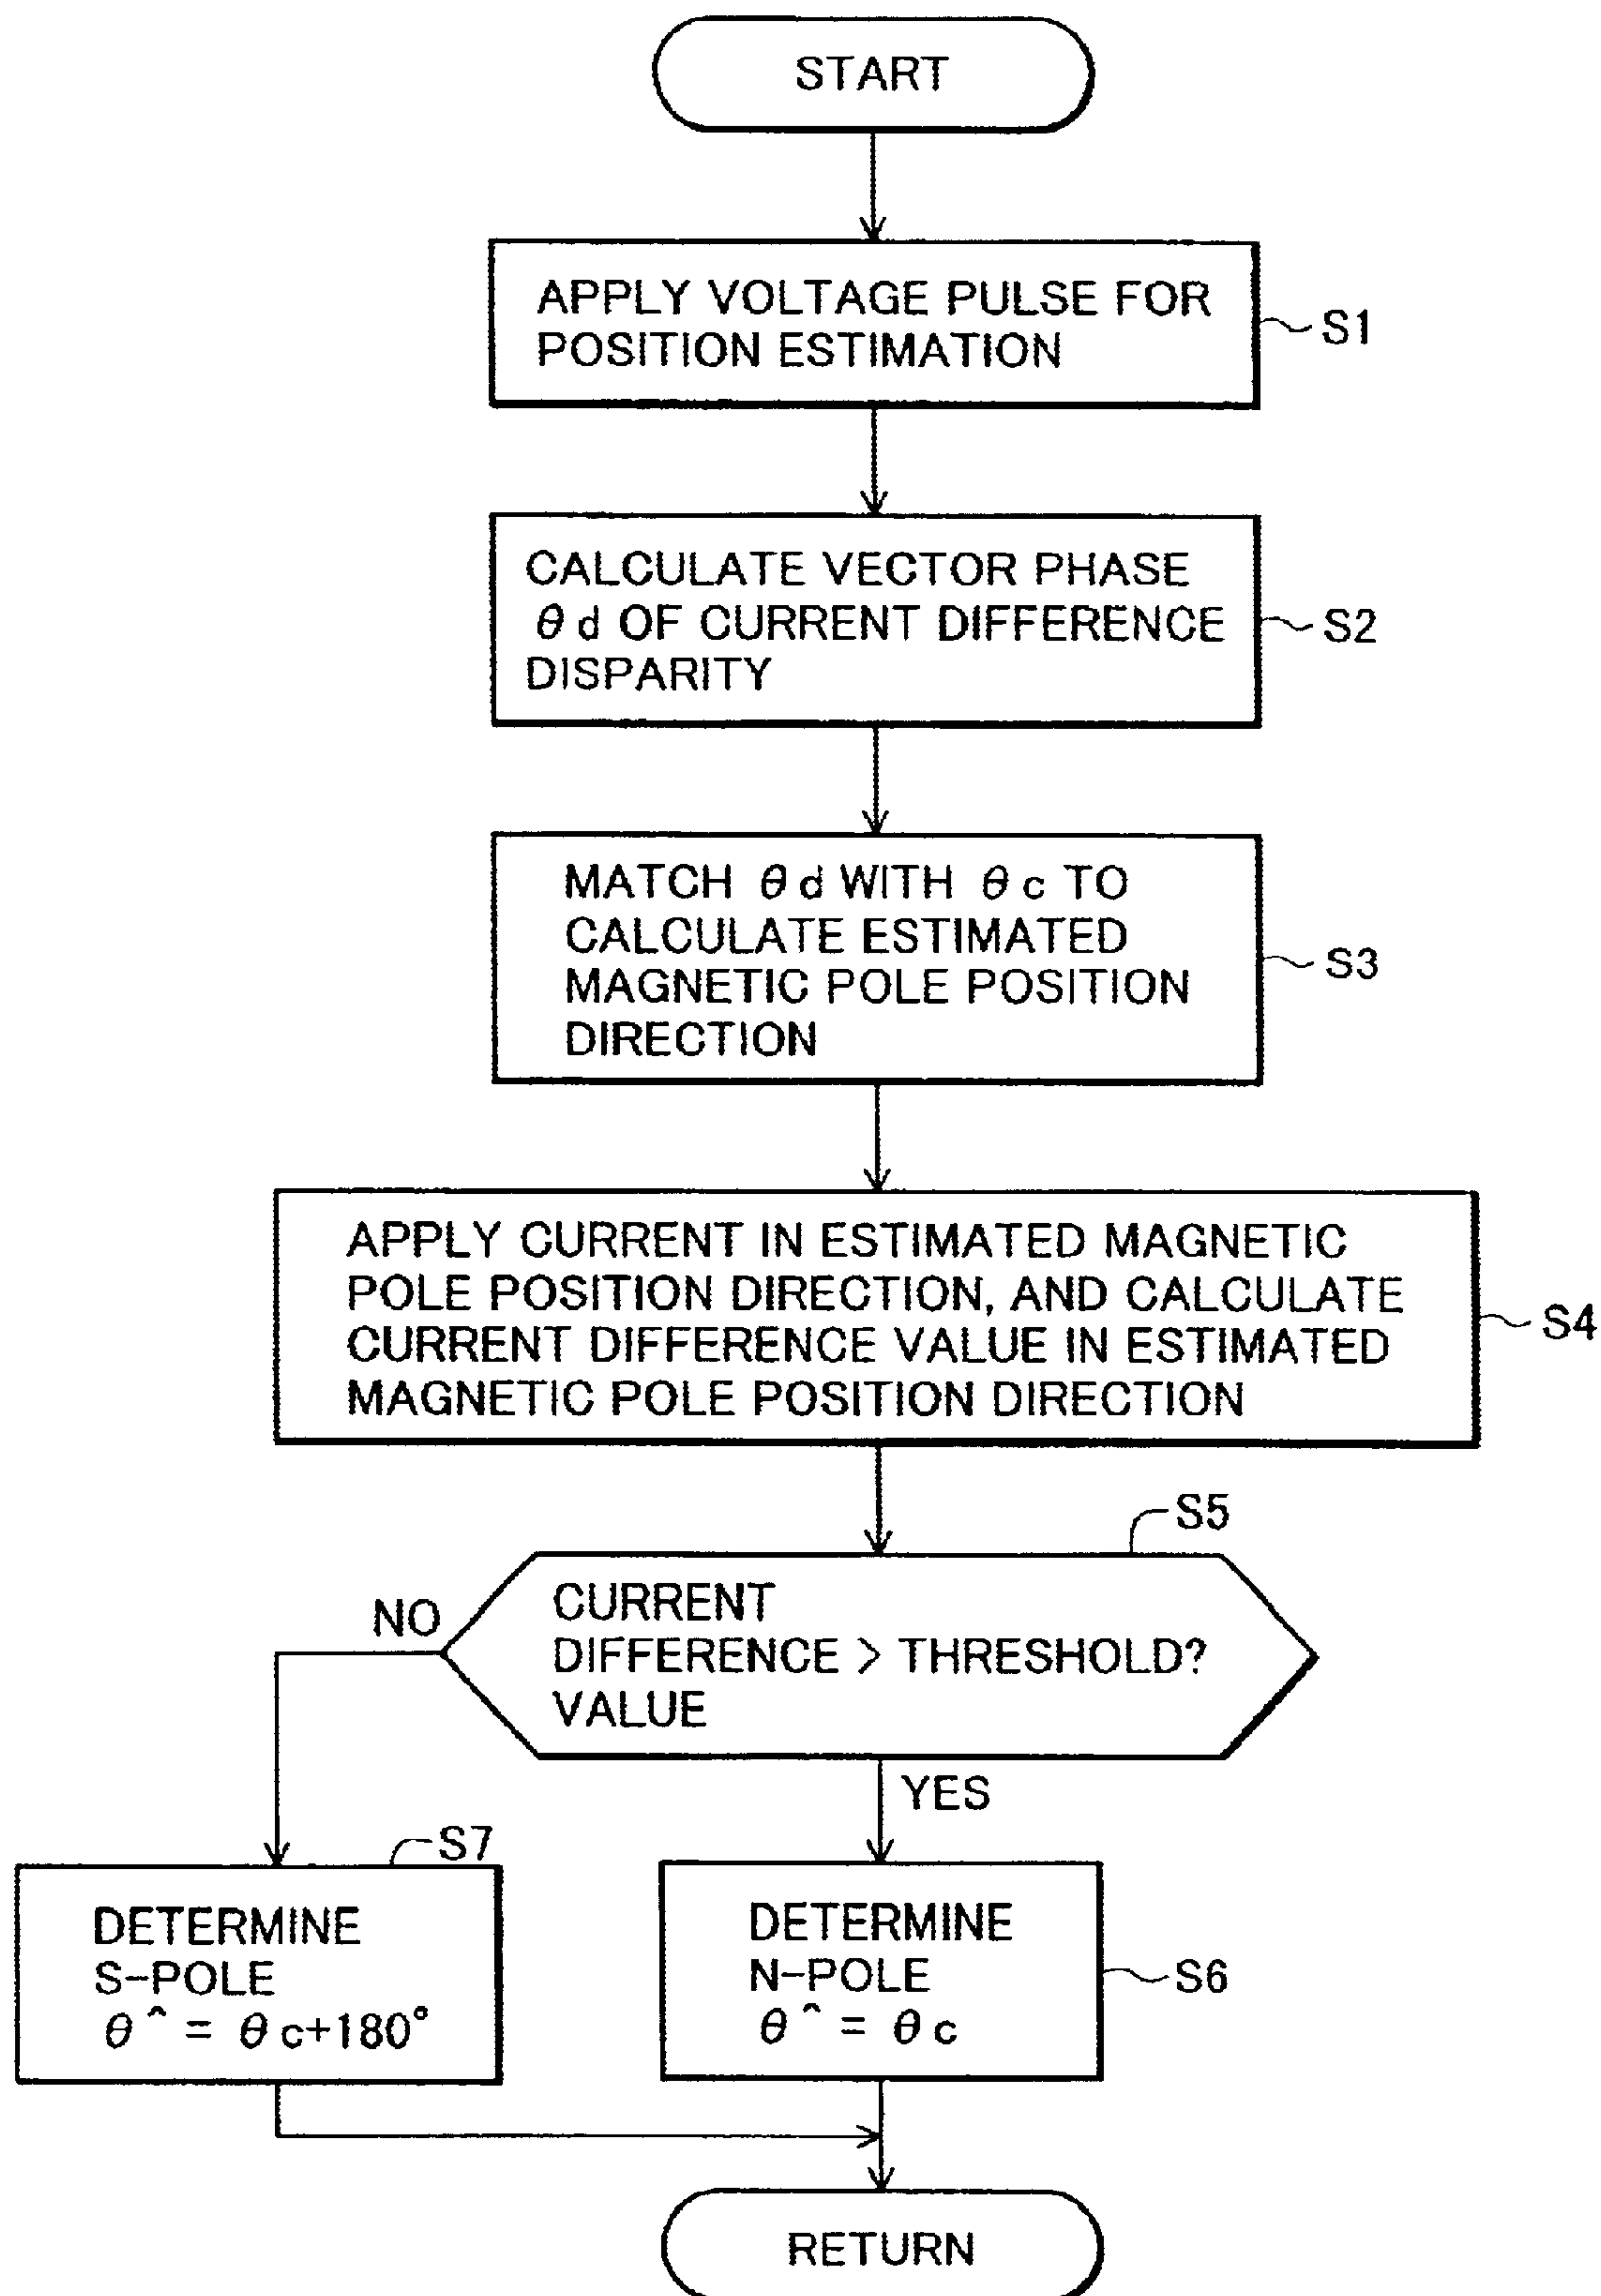 START
APPLY VOLTAGE PULSE FOR
POSITION ESTIMATION
S1
CALCULATE VECTOR PHASE
θd OF CURRENT DIFFERENCE
DISPARITY
S2
MATCH θd WITH θc TO
CALCULATE ESTIMATED
MAGNETIC POLE POSITION
DIRECTION
S3
APPLY CURRENT IN ESTIMATED MAGNETIC
POLE POSITION DIRECTION, AND CALCULATE
CURRENT DIFFERENCE VALUE IN ESTIMATED
MAGNETIC POLE POSITION DIRECTION
S4
S5
CURRENT
DIFFERENCE > THRESHOLD?
VALUE
NO
YES
S7
DETERMINE
S-POLE
θ^ = θc+180°
DETERMINE
N-POLE
θ^ = θc
S6
RETURN